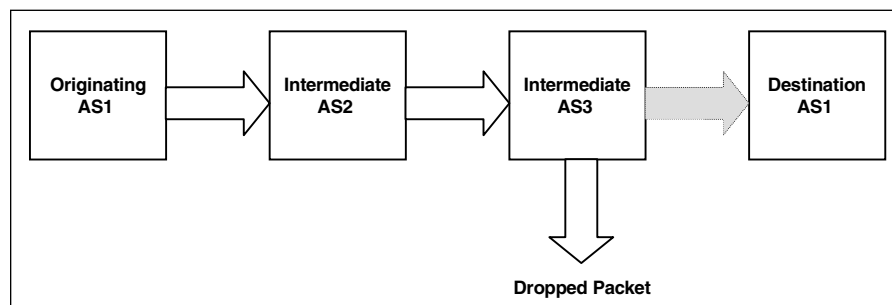 Originating
AS1
Intermediate
AS2
Intermediate
AS3
Destination
AS1
Dropped Packet